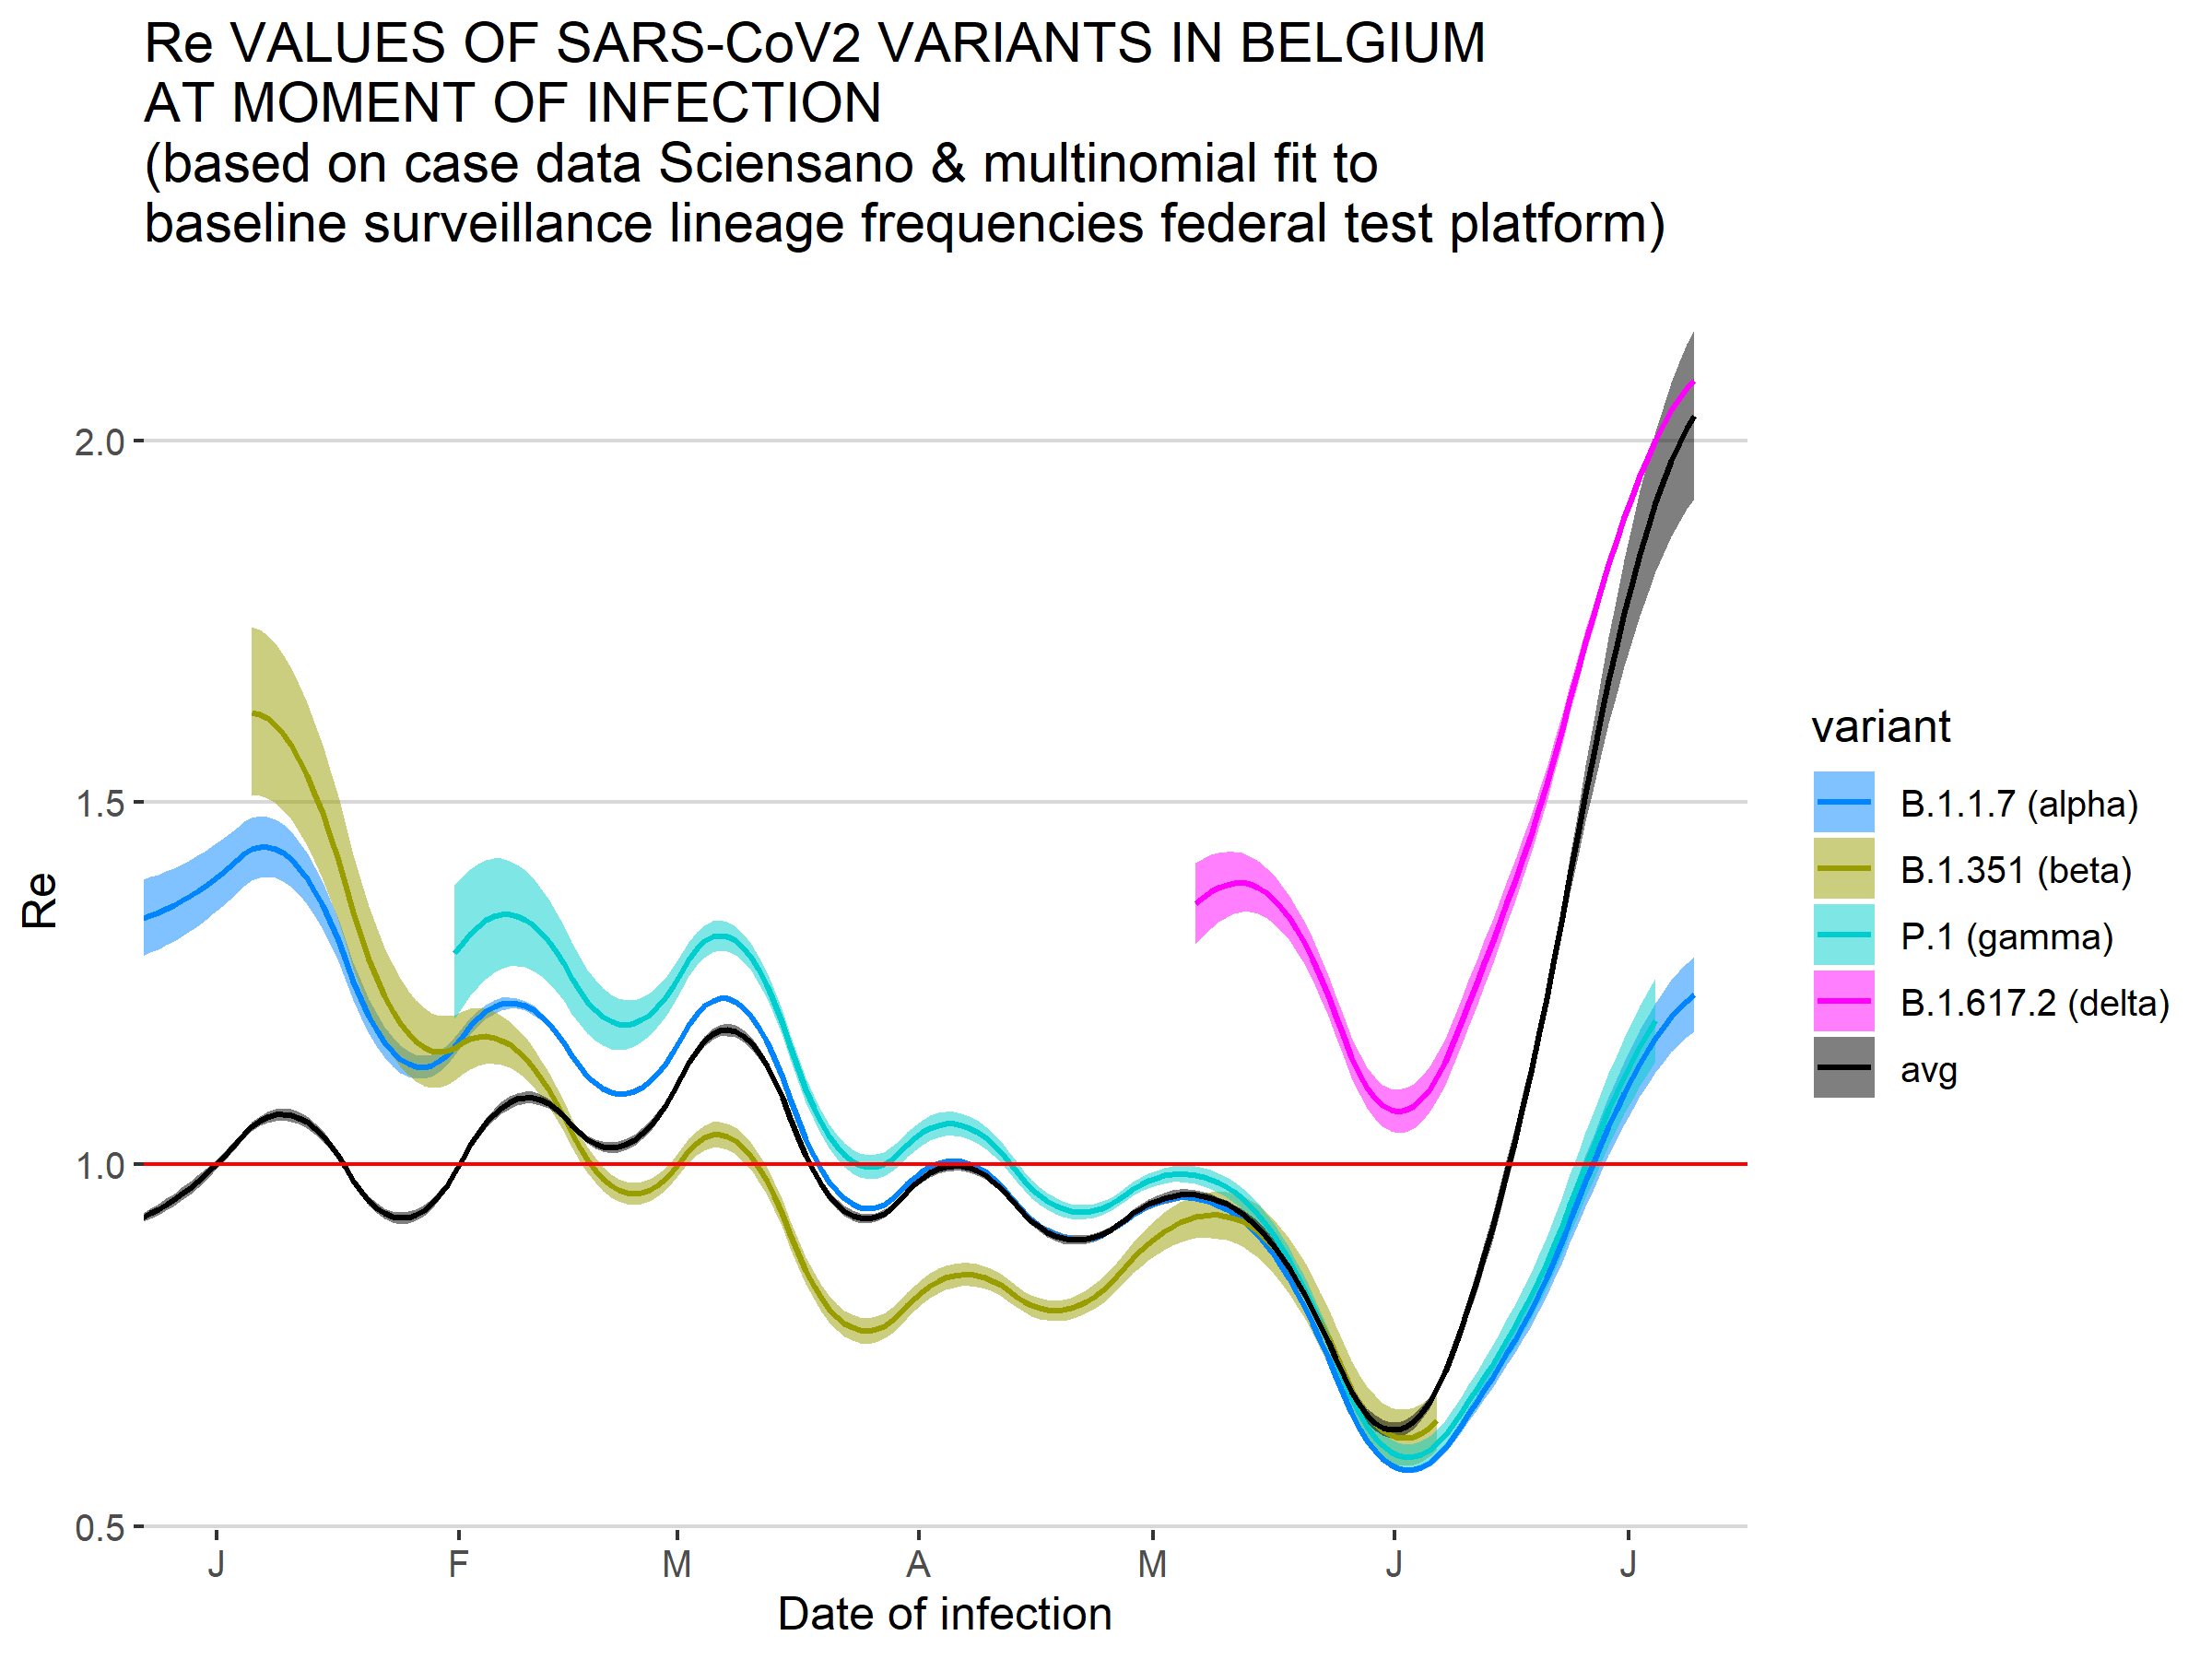 Re VALUES OF SARS-CoV2 VARIANTS IN BELGIUM
AT MOMENT OF INFECTION
(based on case data Sciensano & multinomial fit to
baseline surveillance lineage frequencies federal test platform)
2.0
1.5
1.0
0.5
Re
J F M A M J J
Date of infection
variant
B.1.1.7 (alpha)
B.1.351 (beta)
P.1 (gamma)
B.1.617.2 (delta)
avg